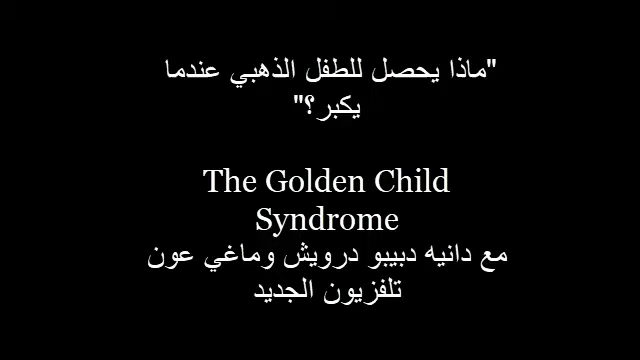 "ماذا يحصل للطفل الذهبي عندما
يكبر؟"
The Golden Child
Syndrome
مع دانيه دبيبو درويش وماغي عون
تلفزيون الجديد